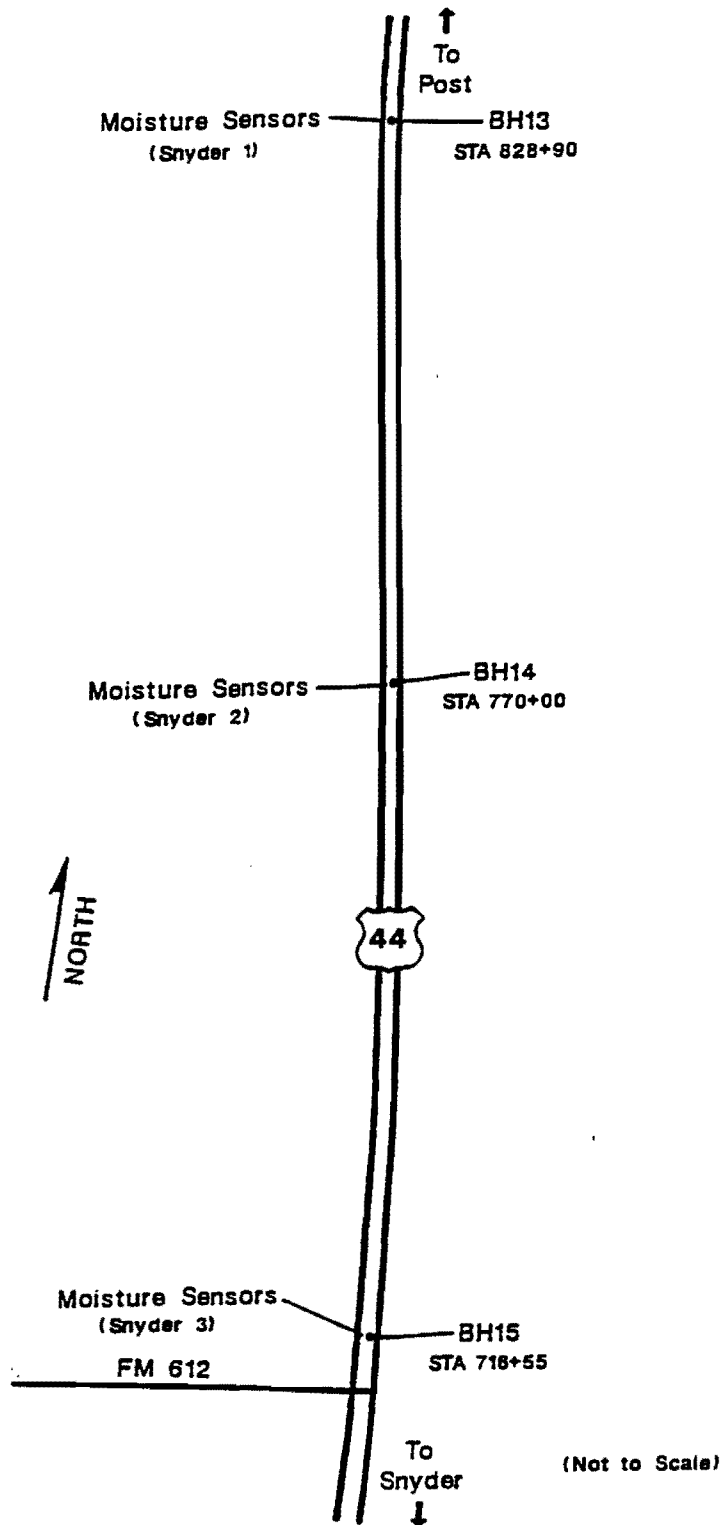 ↑
To
Post
Moisture Sensors
(Snyder 1)
BH13
STA 828+90
Moisture Sensors
(Snyder 2)
BH14
STA 770+00
44
NORTH
Moisture Sensors
(Snyder 3)
BH15
STA 716+55
FM 612
To
Snyder
↓
(Not to Scale)